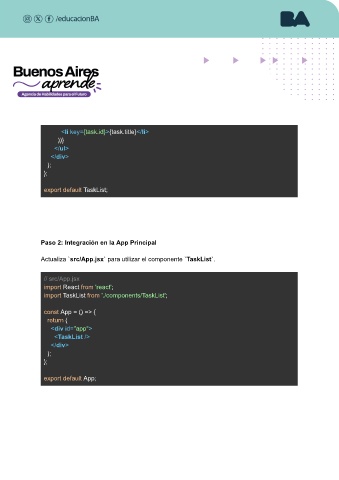 /educacionBA
BA
Buenos Aires
aprende
Agencia de Habilidades para el Futuro
<li key={task.id}>{task.title}</li>
))}
</ul>
</div>
);
};
export default TaskList;
Paso 2: Integración en la App Principal
Actualiza `src/App.jsx` para utilizar el componente `TaskList`.
// src/App.jsx
import React from 'react';
import TaskList from './components/TaskList';
const App = () => {
return (
<div id="app">
<TaskList />
</div>
);
};
export default App;